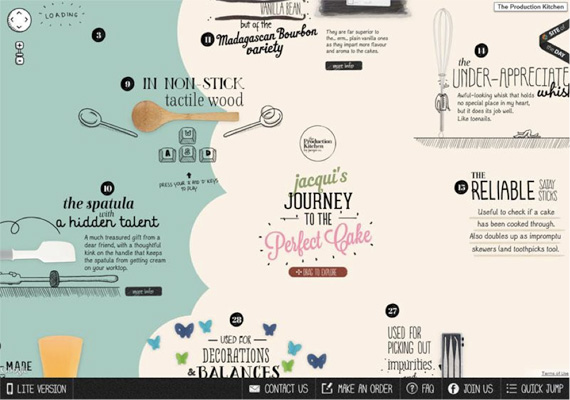 LOADING
The Production Kitchen
3
VANILLA BEAN
but of the
11
Madagascan Bourbon
variety
They are far superior to
the.. erm.. plain vanilla ones
as they impart more flavour
and aroma to the cakes.
more info
SITE
of the
DAY
14
the
UNDER-APPRECIATE
whis
Awful-looking whisk that holds
no special place in my heart,
but it does its job well.
Like toenails.
9
IN NON-STICK
tactile wood
W
A S D
press your keys
to play
the
Production
Kitchen
jacqui's
JOURNEY
TO THE
Perfect Cake
DRAG TO EXPLORE
10
the spatula
with
a hidden talent
A much treasured gift from a
dear friend, with a thoughtful
kink on the handle that keeps
the spatula from getting cream
on your worktop.
more info
15
THE
RELIABLE
SATAY
STICKS
Useful to check if a cake
has been cooked through.
Also doubles up as impromptu
skewers (and toothpicks too).
28
USED FOR
DECORATIONS
& BALANCES
27
USED FOR
PICKING OUT
impurities
MADE
Terms of Use
LITE VERSION
CONTACT US
MAKE AN ORDER
FAQ
JOIN US
QUICK JUMP